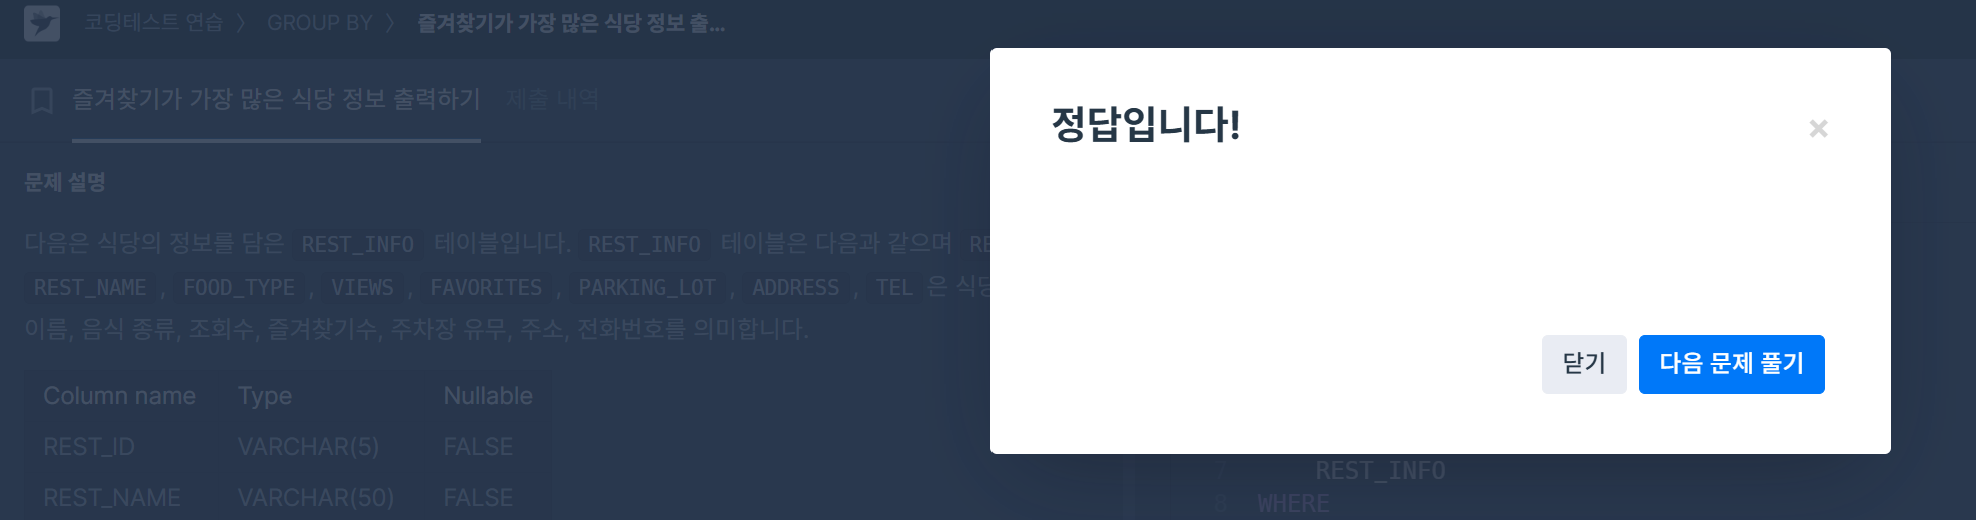 코딩테스트 연습 〉 GROUP BY 〉 즐겨찾기가 가장 많은 식당 정보 출...
즐겨찾기가 가장 많은 식당 정보 출력하기 제출 내역
정답입니다!
×
닫기 다음 문제 풀기
문제 설명
다음은 식당의 정보를 담은 REST_INFO 테이블입니다. REST_INFO 테이블은 다음과 같으며 RE
REST_NAME , FOOD_TYPE , VIEWS , FAVORITES , PARKING_LOT , ADDRESS , TEL 은 식당
이름, 음식 종류, 조회수, 즐겨찾기수, 주차장 유무, 주소, 전화번호를 의미합니다.
Column name Type Nullable
REST_ID VARCHAR(5) FALSE
REST_NAME VARCHAR(50) FALSE
7 REST_INFO
8 WHERE